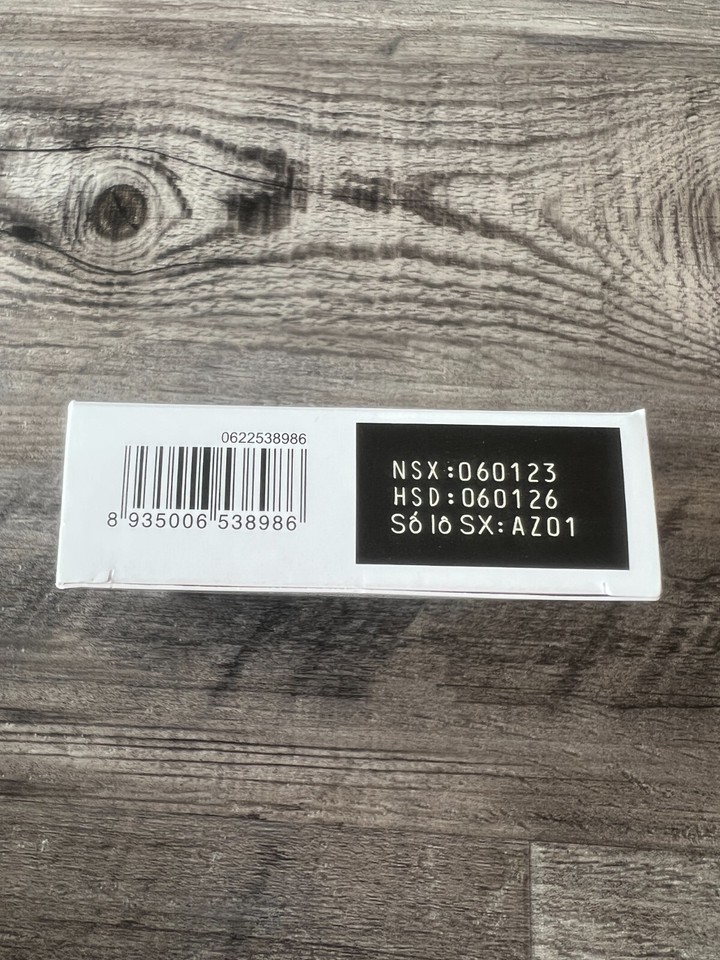 0622538986
8 935006 538986
NSX:060123
HSD:060126
Số lô SX:AZ01